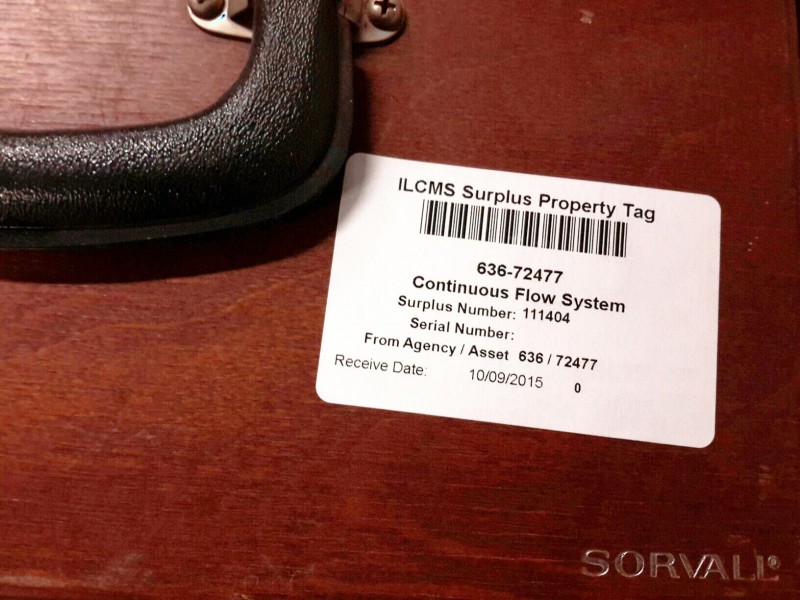 ILCMS Surplus Property Tag
636-72477
Continuous Flow System
Surplus Number: 111404
Serial Number:
From Agency / Asset 636 / 72477
Receive Date: 10/09/2015 0
SORVALL®